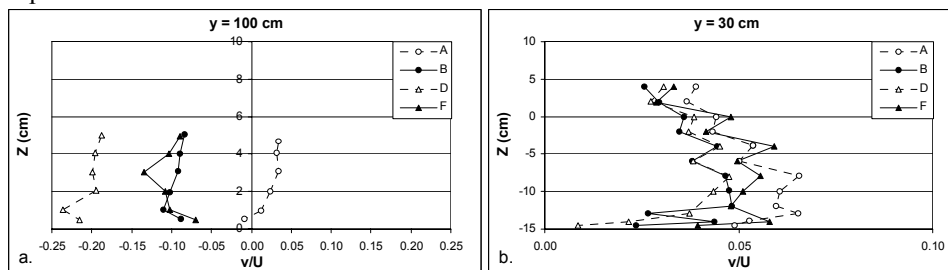 y = 100 cm
10
8
6
4
2
0
Z (cm)
A
B
D
F
-0.25 -0.20 -0.15 -0.10 -0.05 0.00 0.05 0.10 0.15 0.20 0.25
a.
v/U
y = 30 cm
10
5
0
-5
-10
-15
Z (cm)
A
B
D
F
0.00 0.05 0.10
b.
v/U